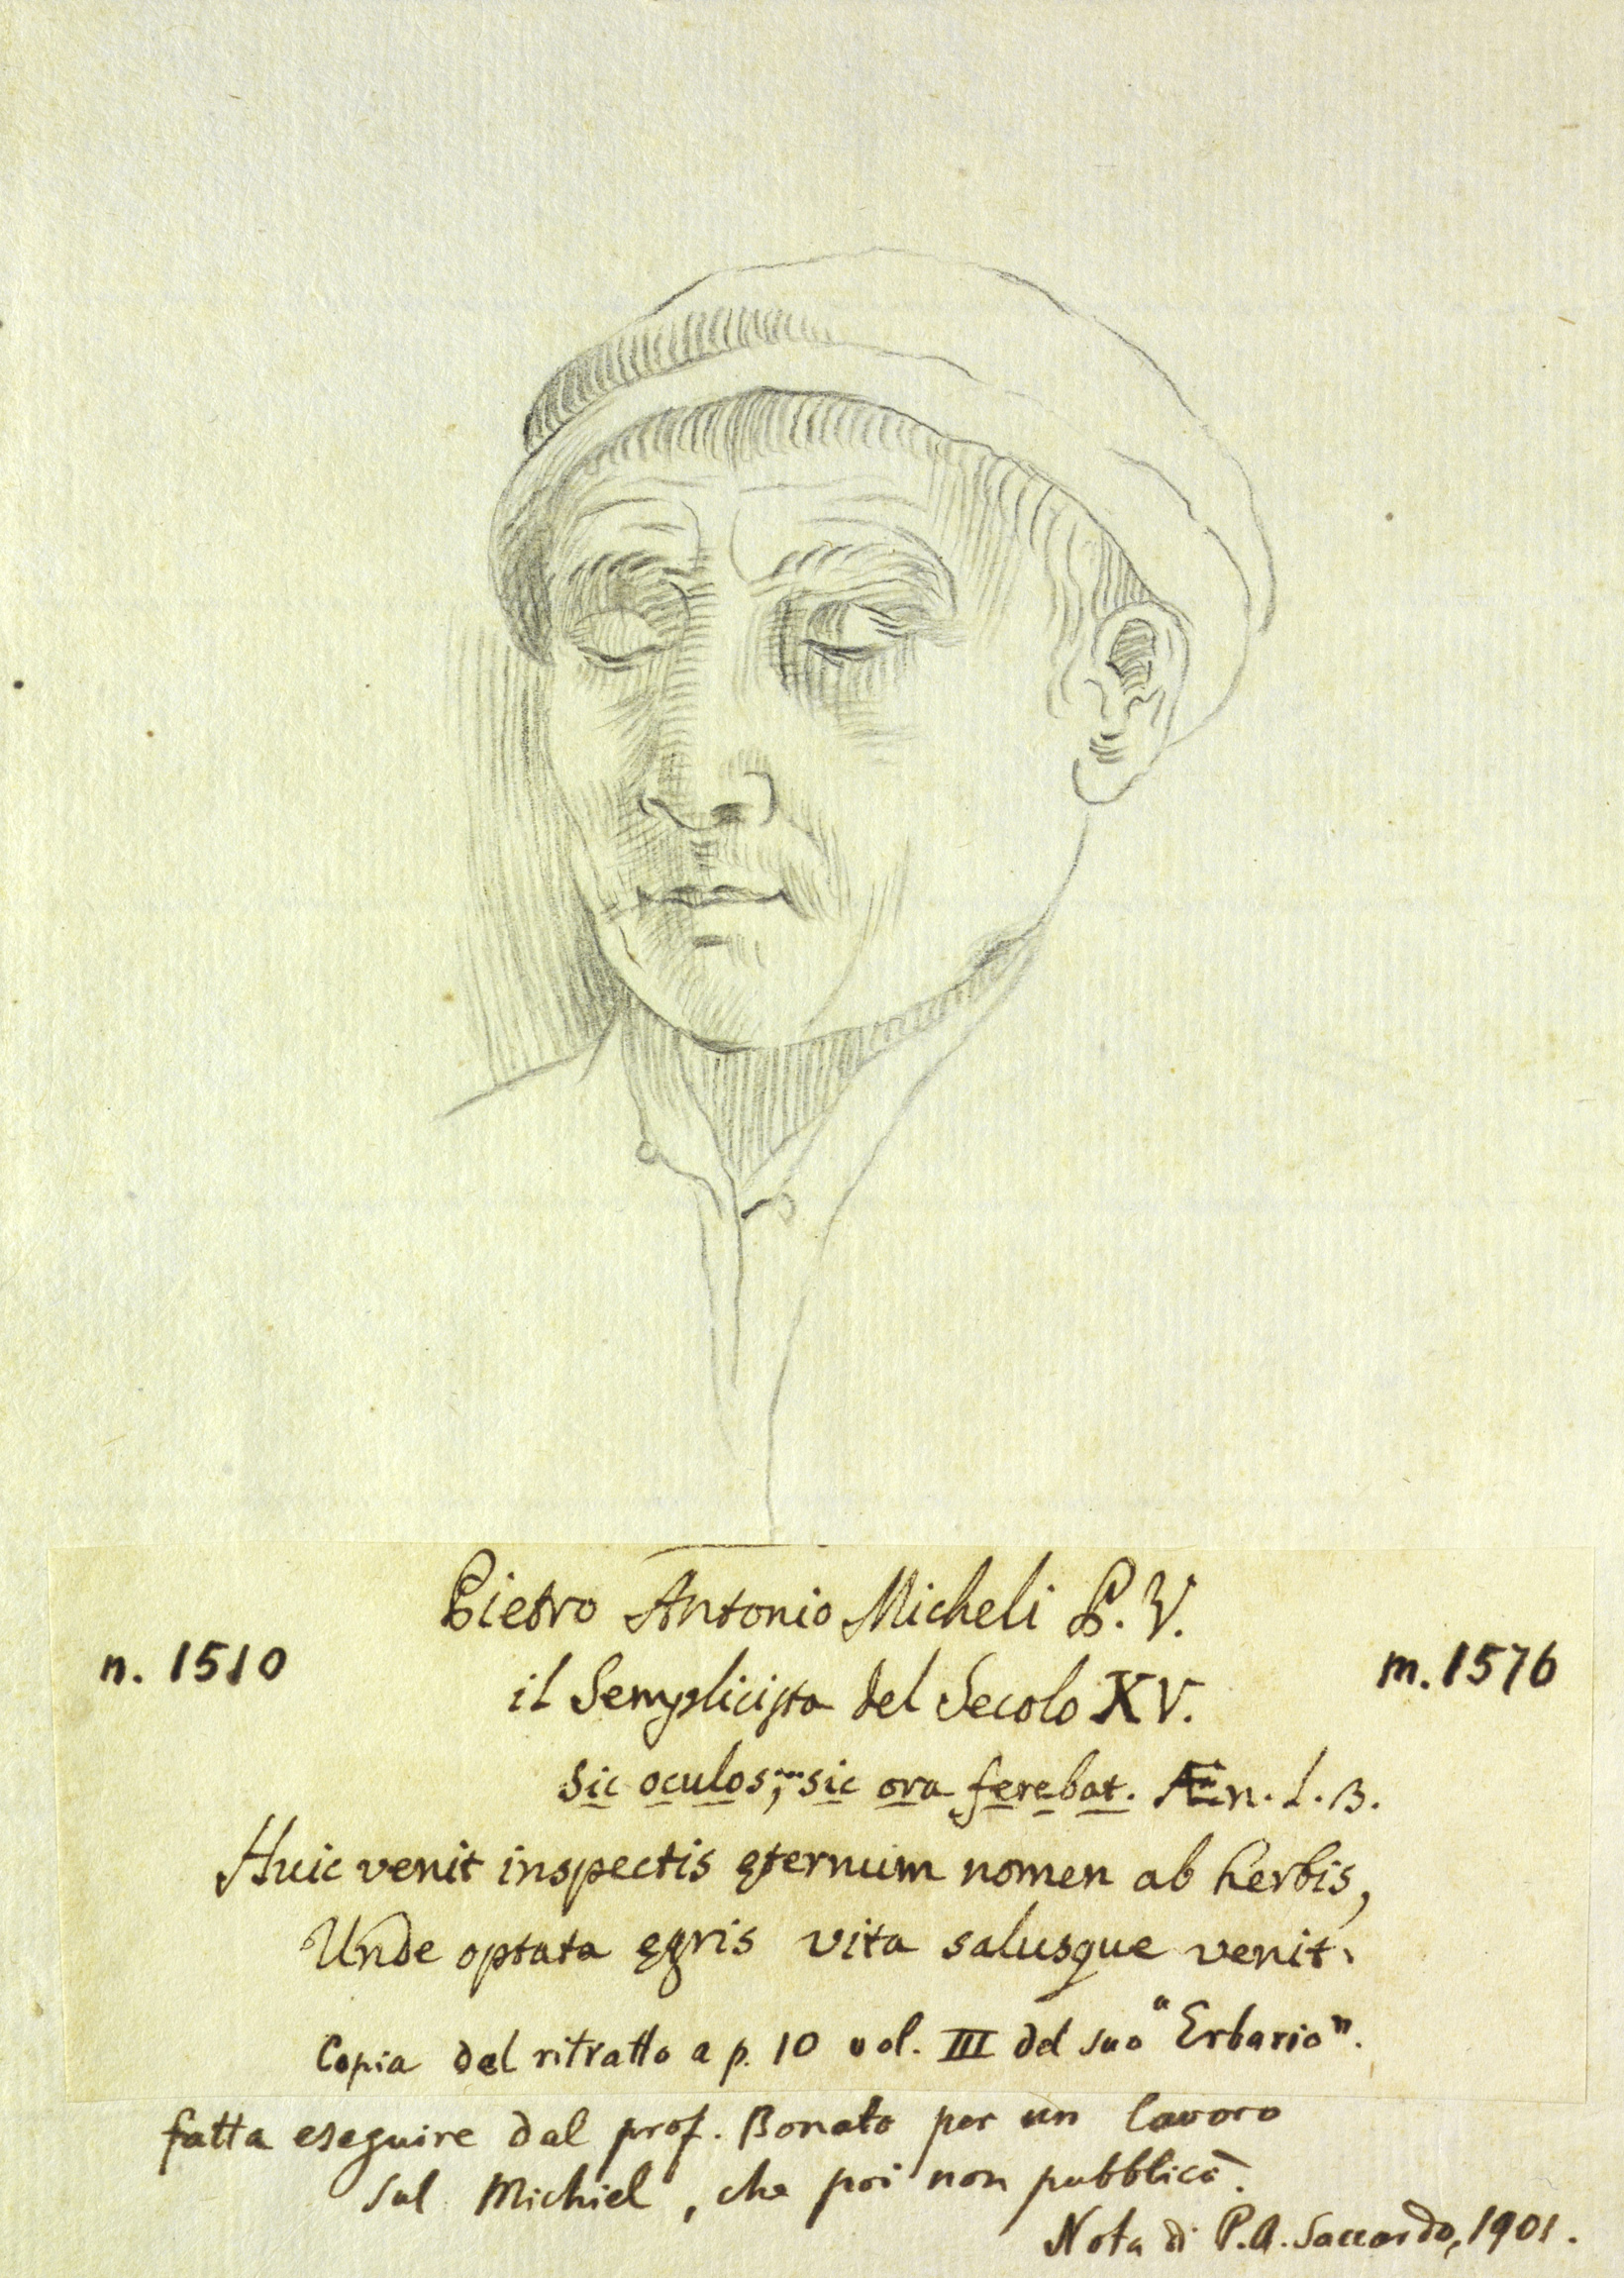 Pietro Antonio Micheli P. V.
n. 1510
m. 1576
il Semplicista del Secolo XV.
Sic oculos, sic ora ferebat. Æn. L. 3.
Huic venit inspectis ęternum nomen ab herbis,
Unde optata ęgris vita salusque venit.
Copia del ritratto a p. 10 vol. III del suo "Erbario".
fatta eseguire dal prof. Bonato per un lavoro
sul Michiel, che poi non pubblicò.
Nota di P. A. Saccardo, 1901.